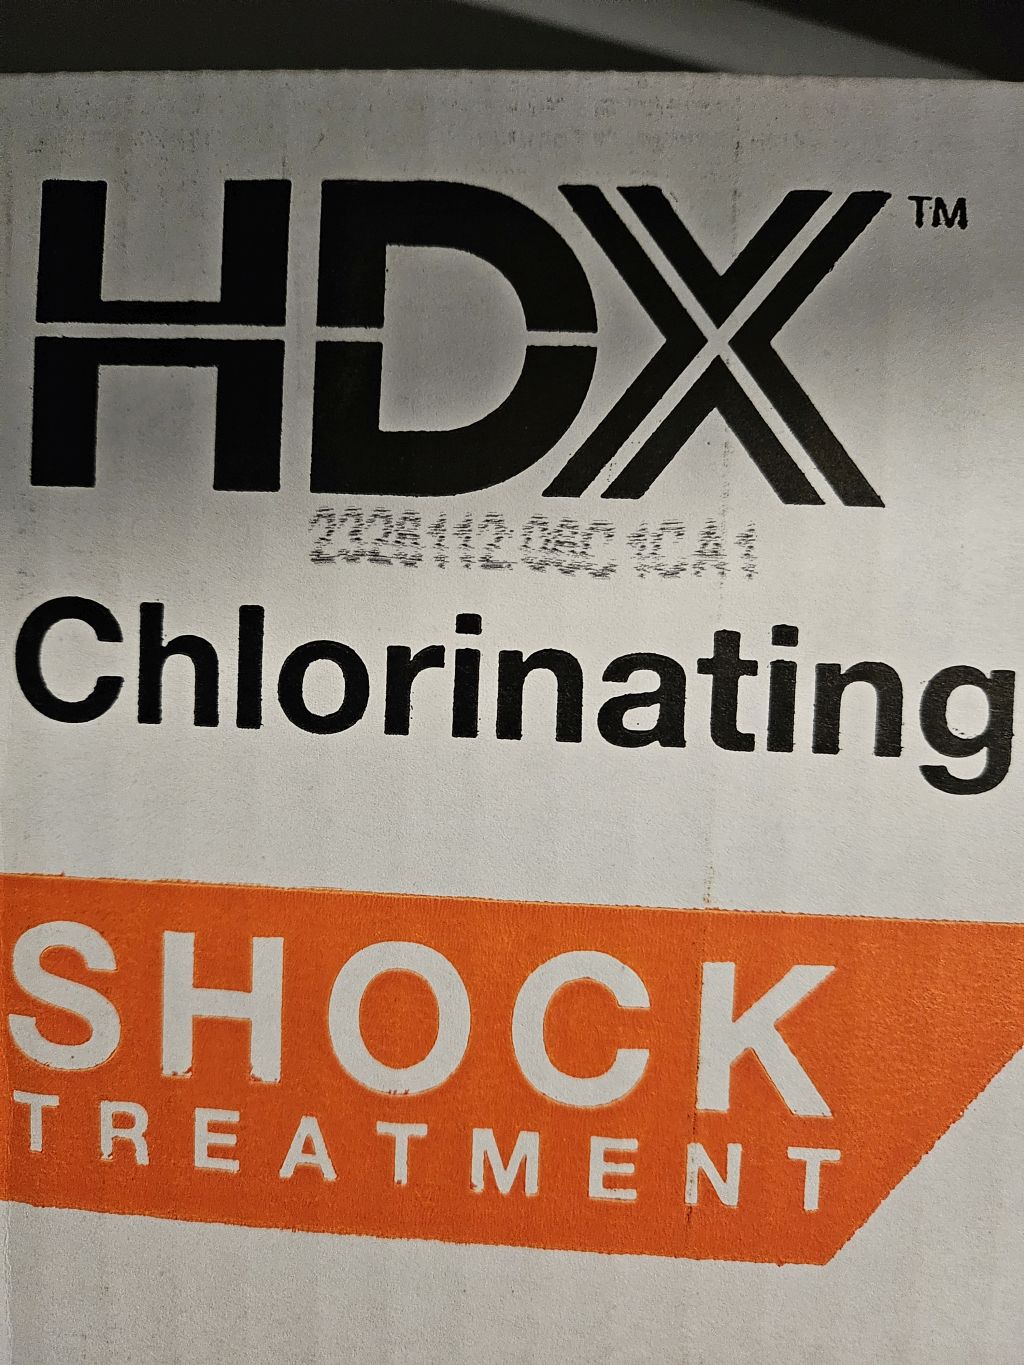 HDX™
Chlorinating
SHOCK
TREATMENT